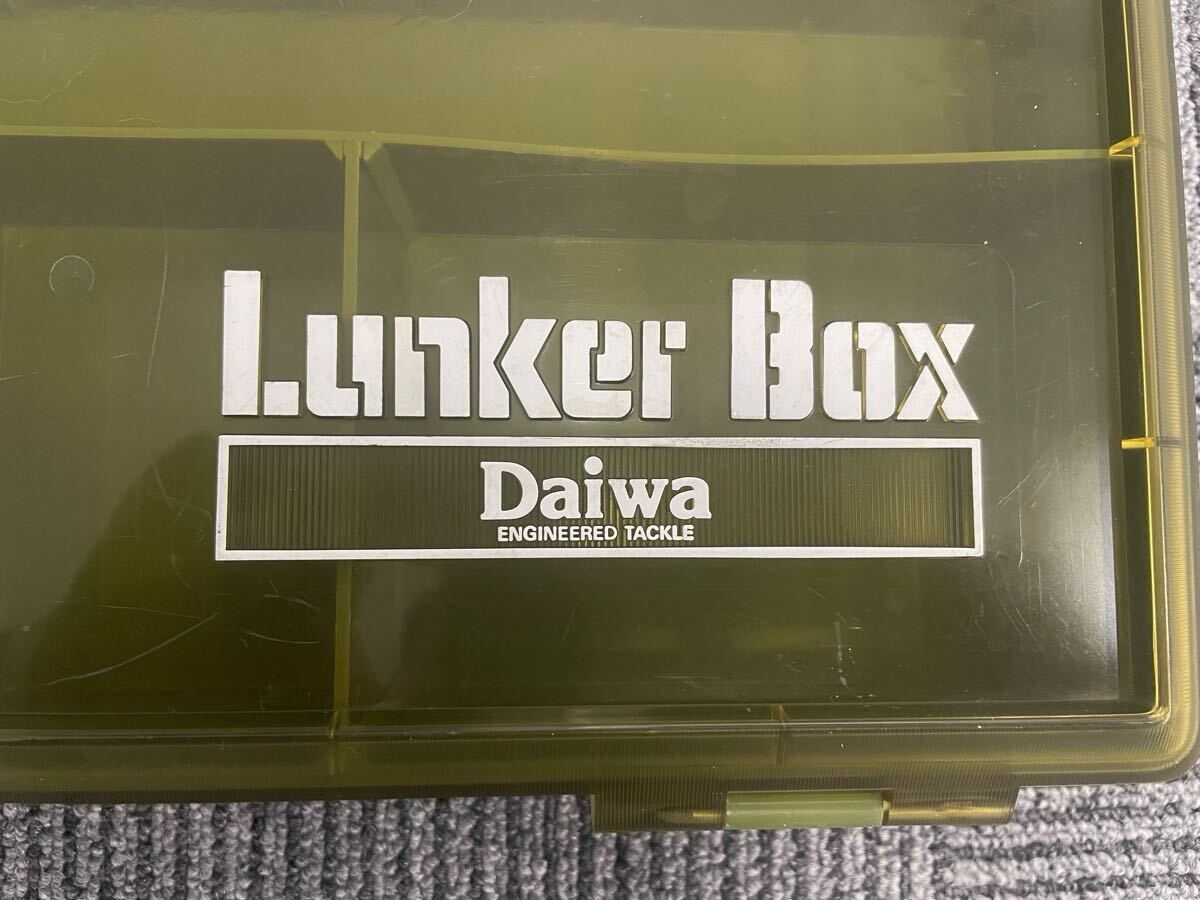 Lunker Box
Daiwa
ENGINEERED TACKLE